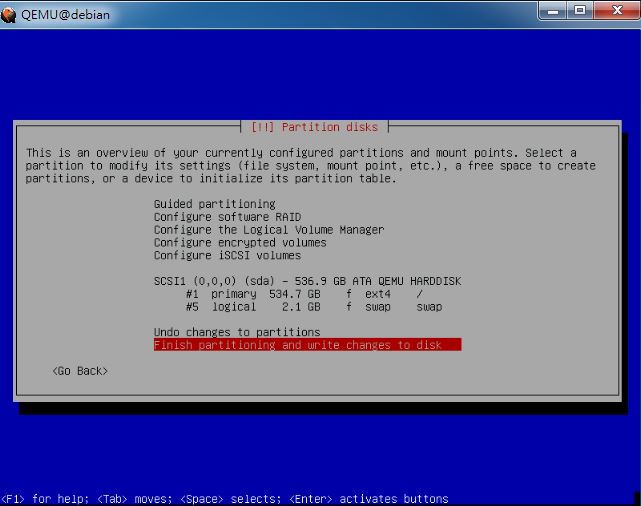 QEMU@debian
[!!] Partition disks
This is an overview of your currently configured partitions and mount points. Select a
partition to modify its settings (file system, mount point, etc.), a free space to create
partitions, or a device to initialize its partition table.
Guided partitioning
Configure software RAID
Configure the Logical Volume Manager
Configure encrypted volumes
Configure iSCSI volumes
SCSI1 (0,0,0) (sda) - 536.9 GB ATA QEMU HARDDISK
#1 primary 534.7 GB f ext4 /
#5 logical 2.1 GB f swap swap
Undo changes to partitions
Finish partitioning and write changes to disk
<Go Back>
<F1> for help; <Tab> moves; <Space> selects; <Enter> activates buttons